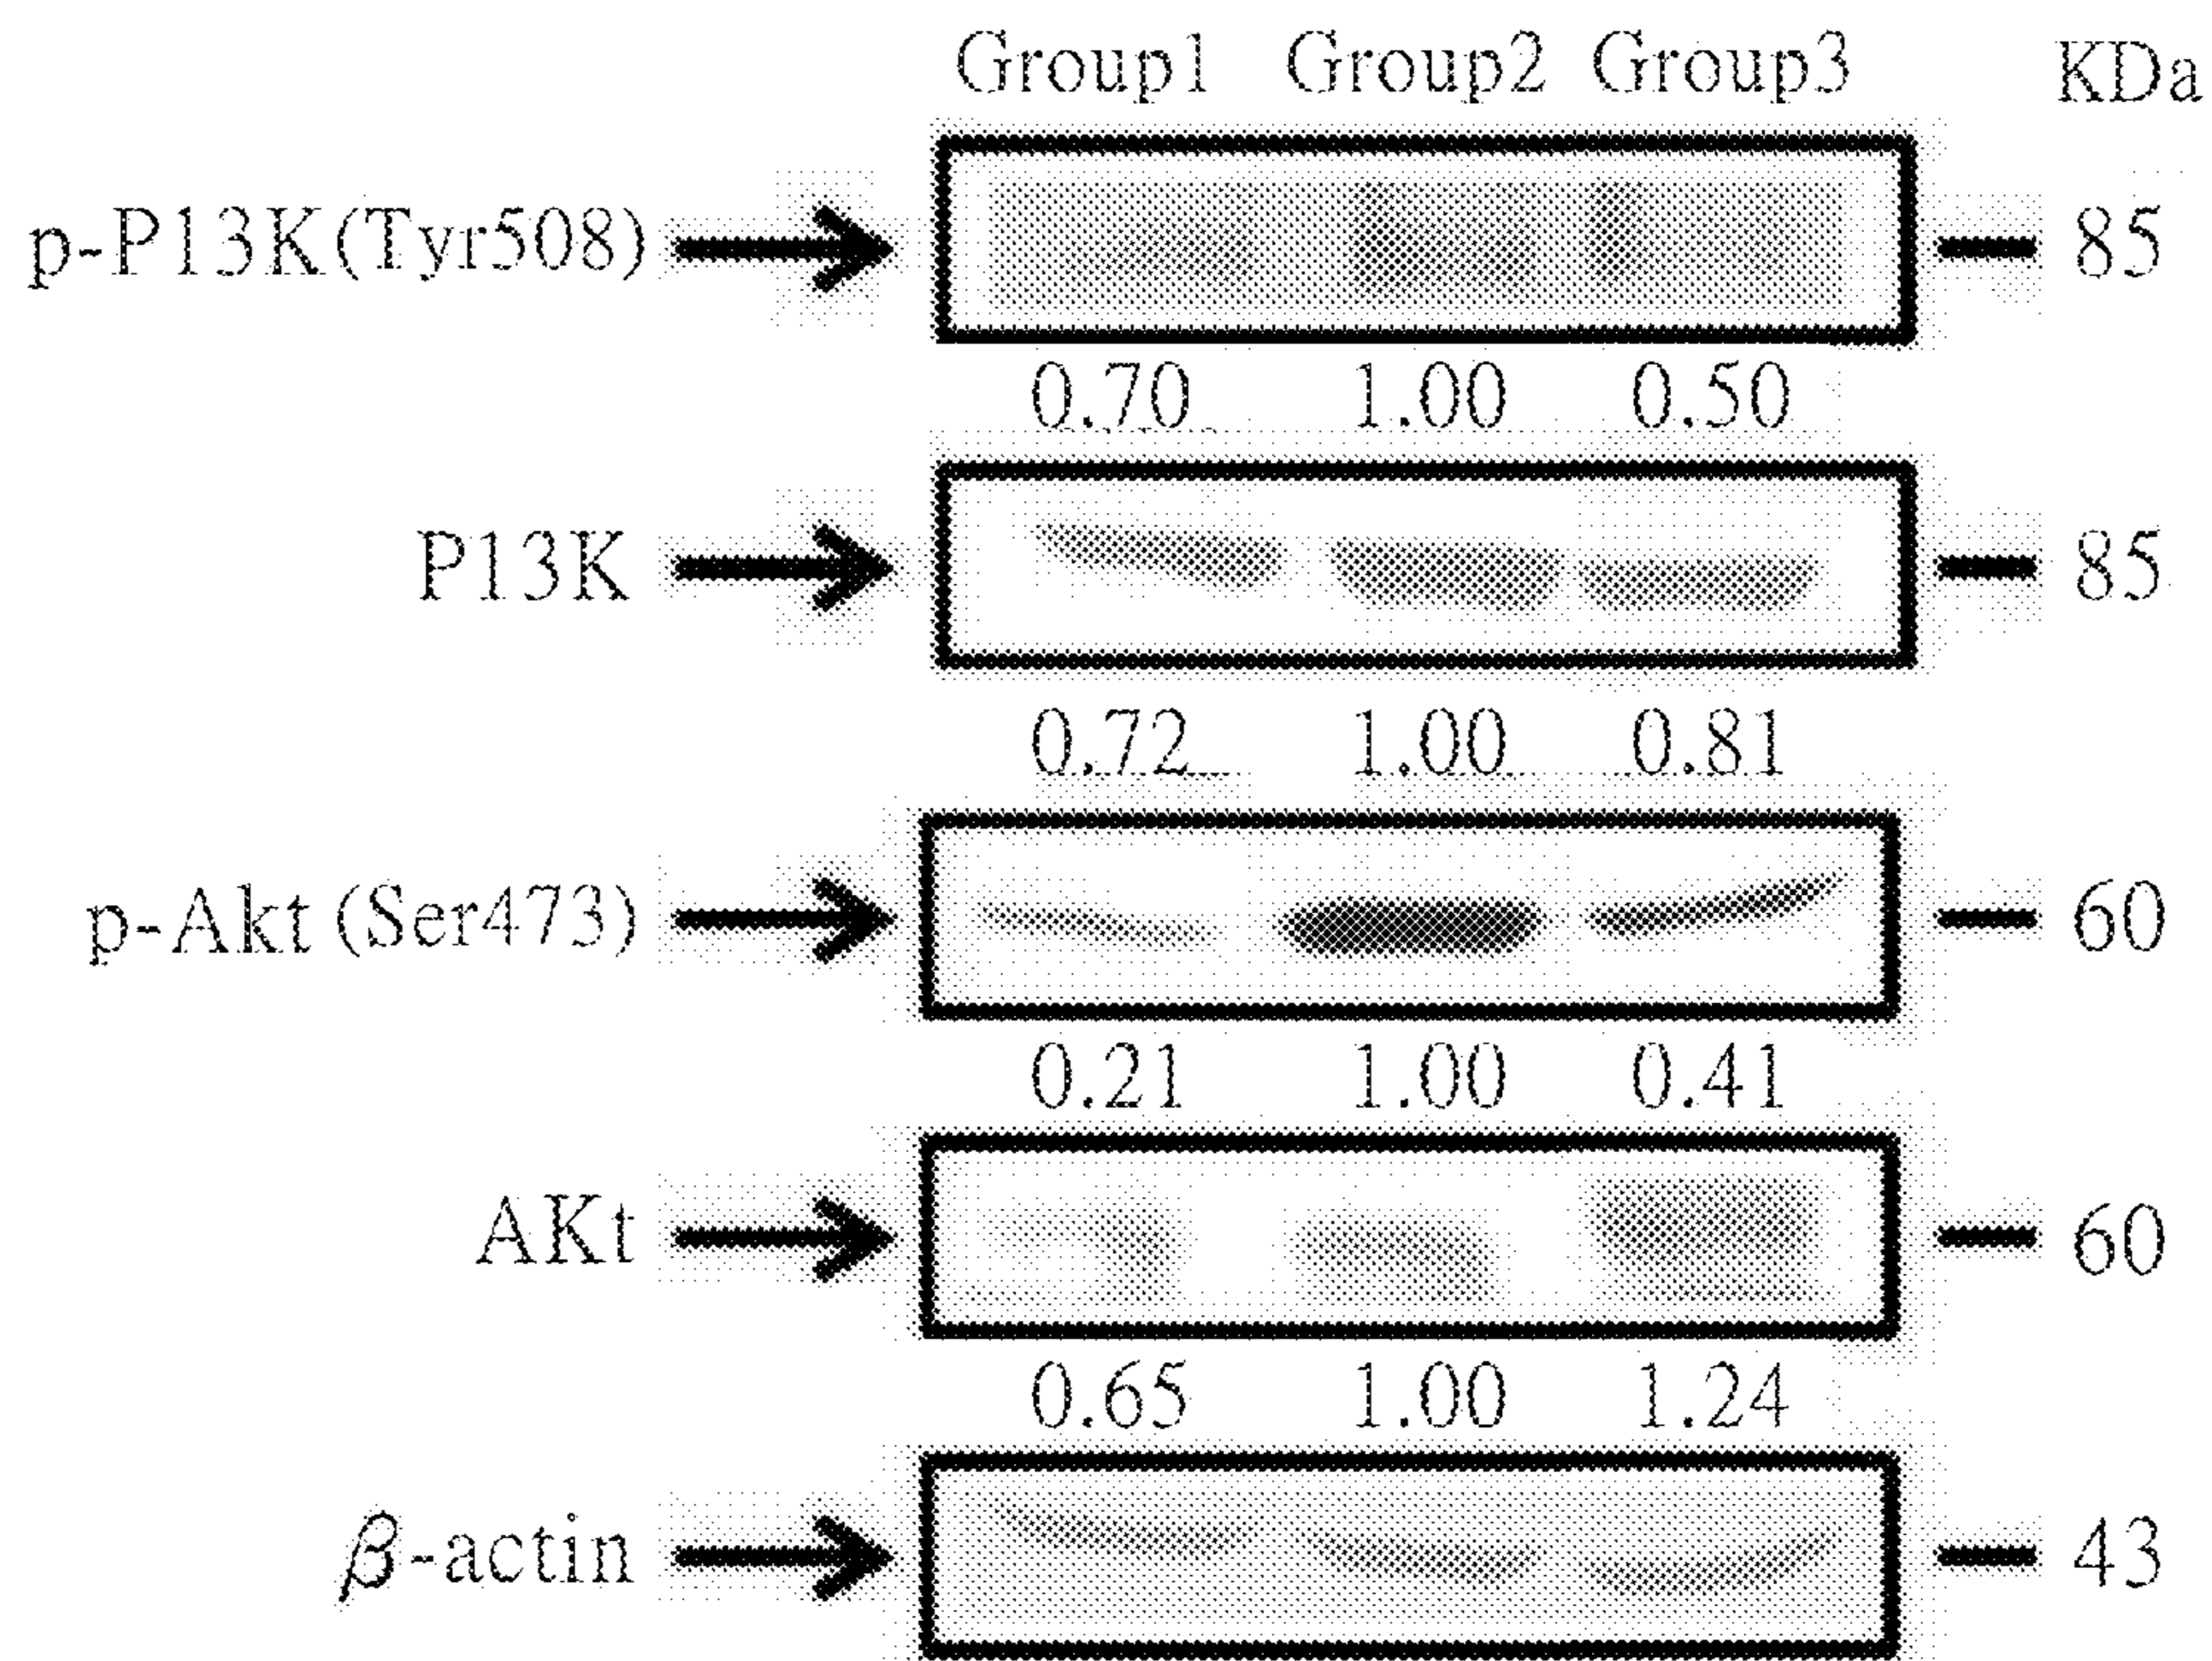 Group1 Group2 Group3 KDa
p-P13K(Tyr508) 85
0.70 1.00 0.50
P13K 85
0.72 1.00 0.81
p-Akt (Ser473) 60
0.21 1.00 0.41
AKt 60
0.65 1.00 1.24
β-actin 43